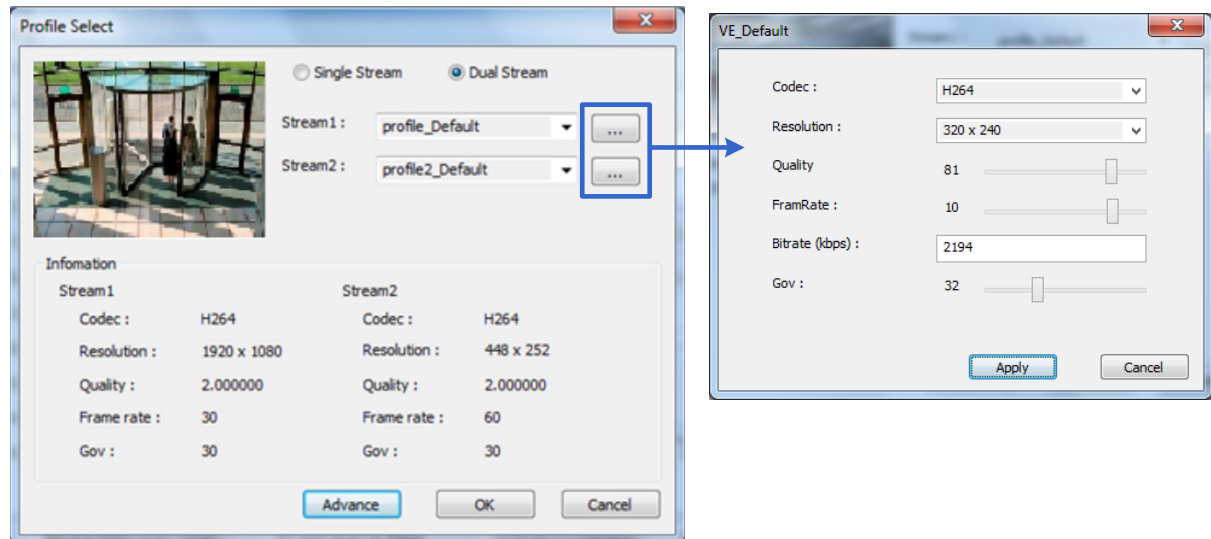 Profile Select
Single Stream Dual Stream
Stream1 : profile_Default ...
Stream2 : profile2_Default ...
Infomation
Stream1 Stream2
Codec : H264 Codec : H264
Resolution : 1920 x 1080 Resolution : 448 x 252
Quality : 2.000000 Quality : 2.000000
Frame rate : 30 Frame rate : 60
Gov : 30 Gov : 30
Advance OK Cancel
VE_Default
Codec : H264
Resolution : 320 x 240
Quality 81
FramRate : 10
Bitrate (kbps) : 2194
Gov : 32
Apply Cancel